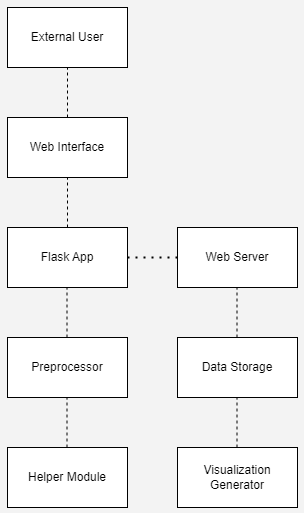 External User
Web Interface
Flask App
Web Server
Preprocessor
Data Storage
Helper Module
Visualization
Generator